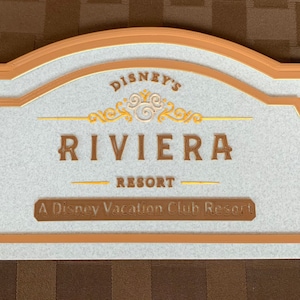 DISNEY'S
RIVIERA
RESORT
A Disney Vacation Club Resort